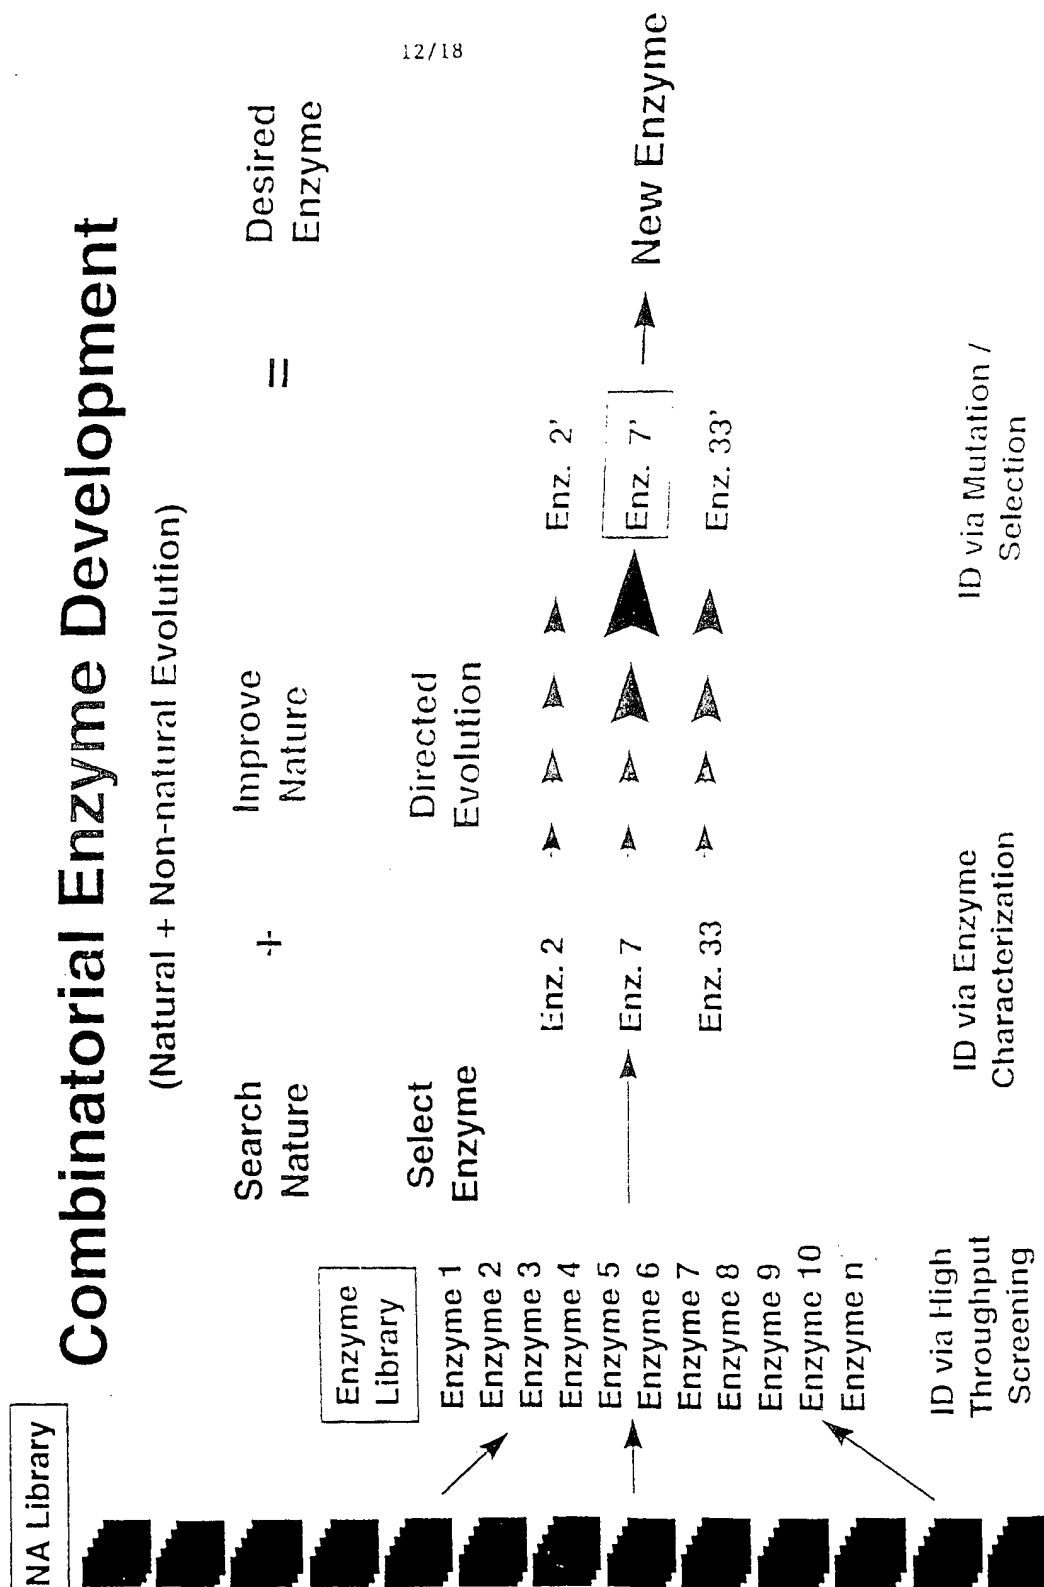 12/18
NA Library
Combinatorial Enzyme Development
(Natural + Non-natural Evolution)
Search
Nature
+
Improve
Nature
=
Desired
Enzyme
Enzyme
Library
Select
Enzyme
Directed
Evolution
Enzyme 1
Enzyme 2
Enzyme 3
Enzyme 4
Enzyme 5
Enzyme 6
Enzyme 7
Enzyme 8
Enzyme 9
Enzyme 10
Enzyme n
Enz. 2
Enz. 7
Enz. 33
Enz. 2'
Enz. 7'
Enz. 33'
New Enzyme
ID via High
Throughput
Screening
ID via Enzyme
Characterization
ID via Mutation /
Selection